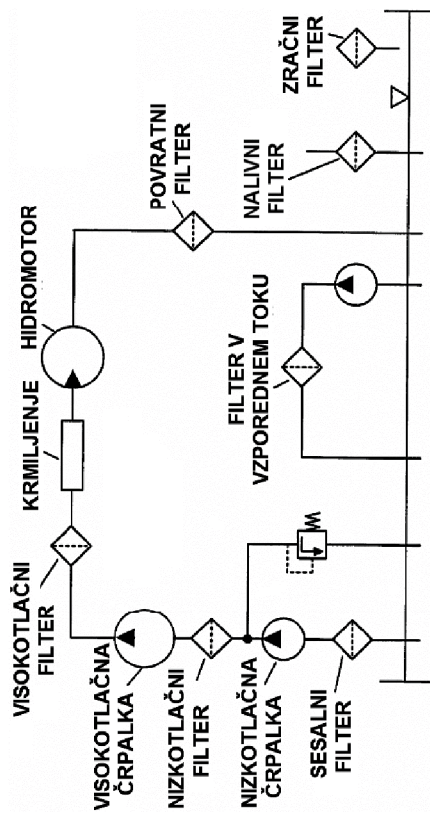 VISOKOTLAČNI
FILTER
KRMILJENJE
HIDROMOTOR
POVRATNI
FILTER
ZRAČNI
FILTER
NALIVNI
FILTER
FILTER V
VZPOREDNEM TOKU
VISOKOTLAČNA
ČRPALKA
NIZKOTLAČNI
FILTER
NIZKOTLAČNA
ČRPALKA
SESALNI
FILTER